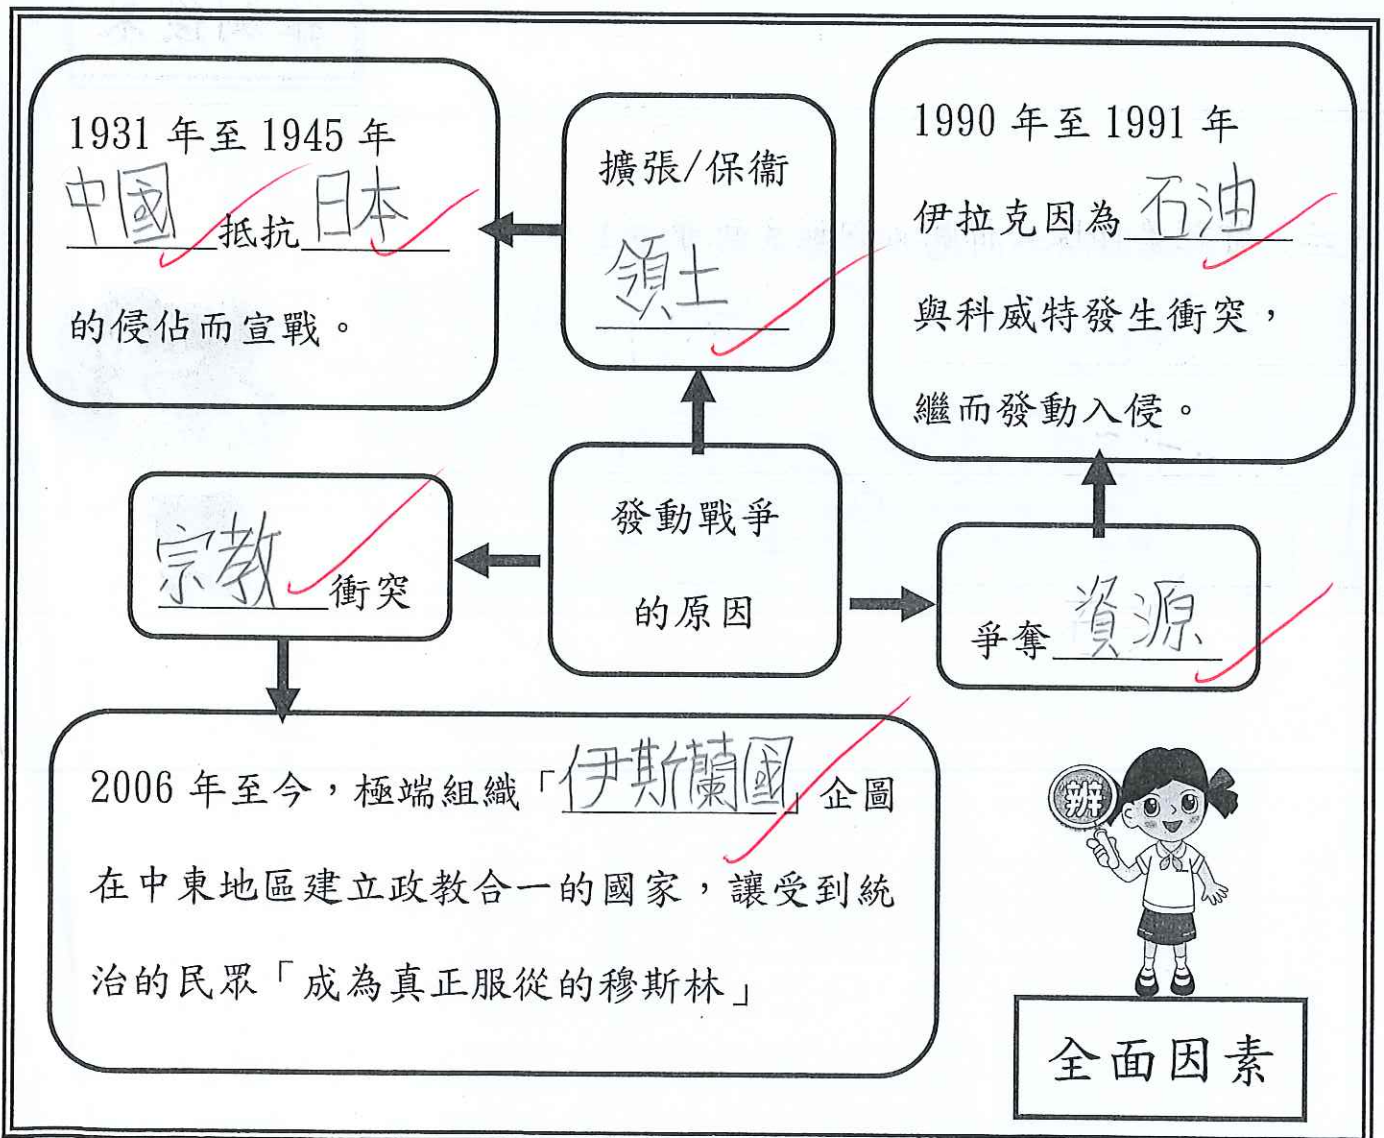 1931 年至 1945 年
中國抵抗日本
的侵佔而宣戰。
擴張/保衞
領土
1990 年至 1991 年
伊拉克因為石油
與科威特發生衝突，
繼而發動入侵。
宗教衝突
發動戰爭
的原因
爭奪資源
2006 年至今，極端組織「伊斯蘭國」企圖
在中東地區建立政教合一的國家，讓受到統
治的民眾「成為真正服從的穆斯林」
辨
全面因素